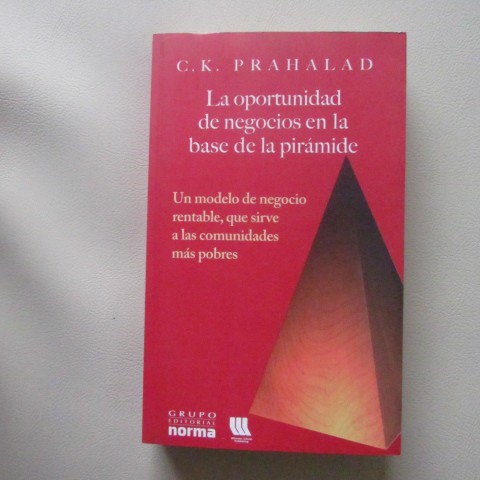 C. K. PRAHALAD
La oportunidad
de negocios en la
base de la pirámide
Un modelo de negocio
rentable, que sirve
a las comunidades
más pobres
GRUPO
EDITORIAL
norma